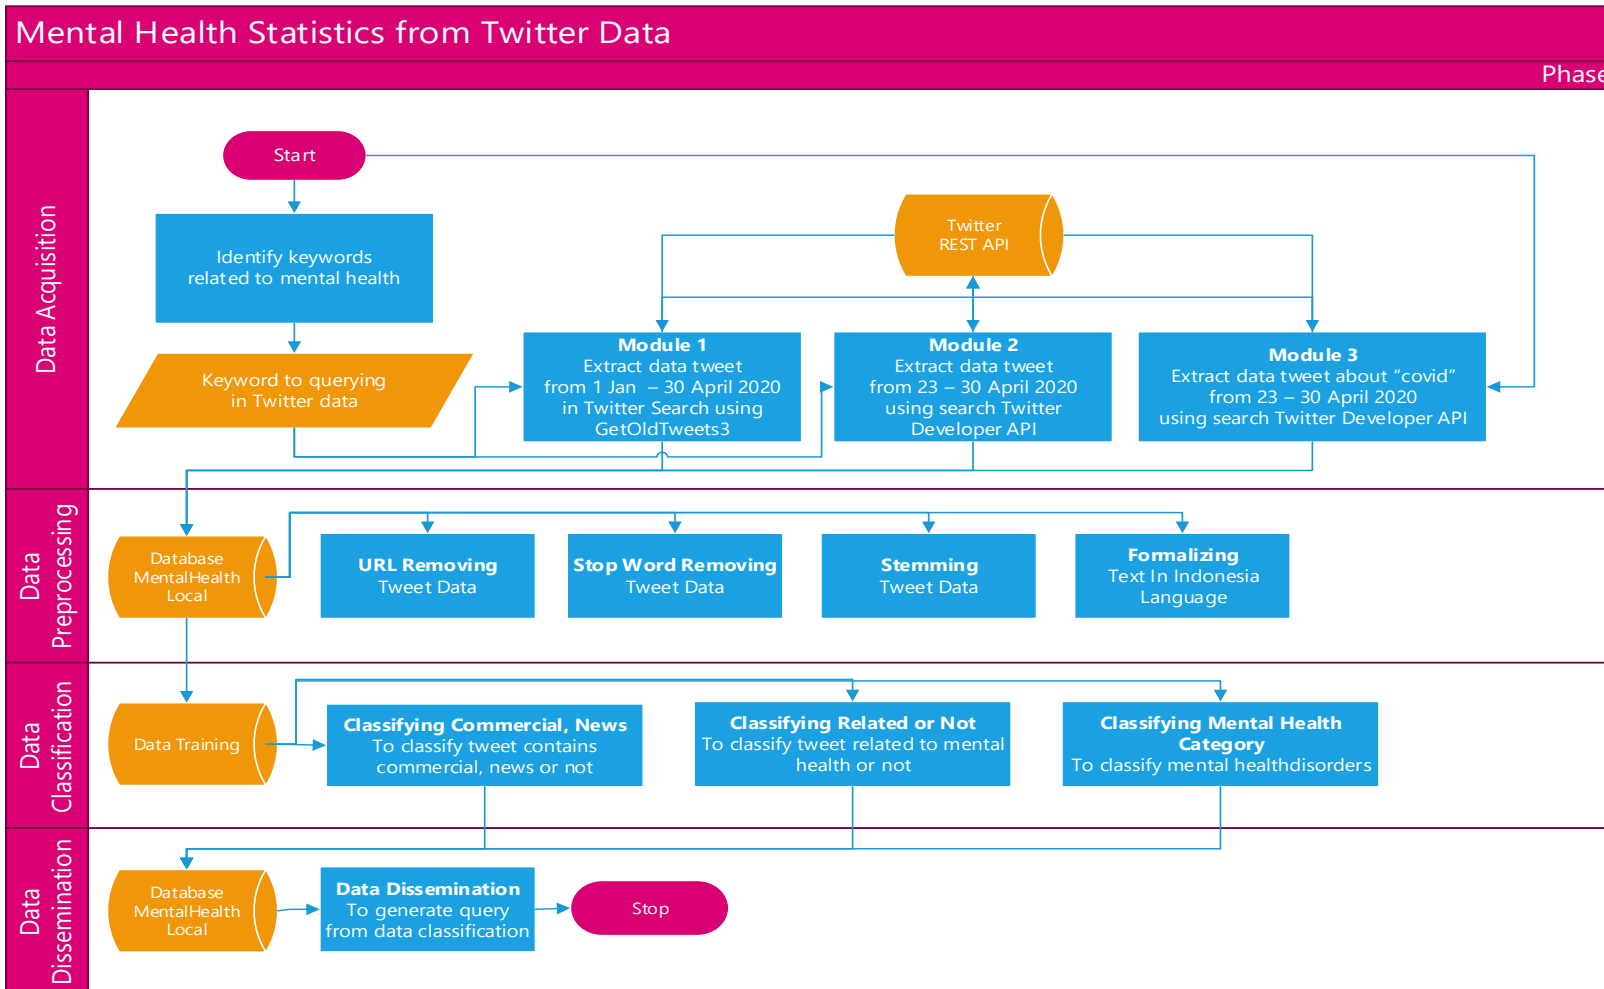 Mental Health Statistics from Twitter Data
Phase
Data Acquisition
Start
Identify keywords
related to mental health
Keyword to querying
in Twitter data
Twitter
REST API
Module 1
Extract data tweet
from 1 Jan – 30 April 2020
in Twitter Search using
GetOldTweets3
Module 2
Extract data tweet
from 23 – 30 April 2020
using search Twitter
Developer API
Module 3
Extract data tweet about “covid“
from 23 – 30 April 2020
using search Twitter Developer API
Data
Preprocessing
Database
MentalHealth
Local
URL Removing
Tweet Data
Stop Word Removing
Tweet Data
Stemming
Tweet Data
Formalizing
Text In Indonesia
Language
Data
Classification
Data Training
Classifying Commercial, News
To classify tweet contains
commercial, news or not
Classifying Related or Not
To classify tweet related to mental
health or not
Classifying Mental Health
Category
To classify mental healthdisorders
Data
Dissemination
Database
MentalHealth
Local
Data Dissemination
To generate query
from data classification
Stop